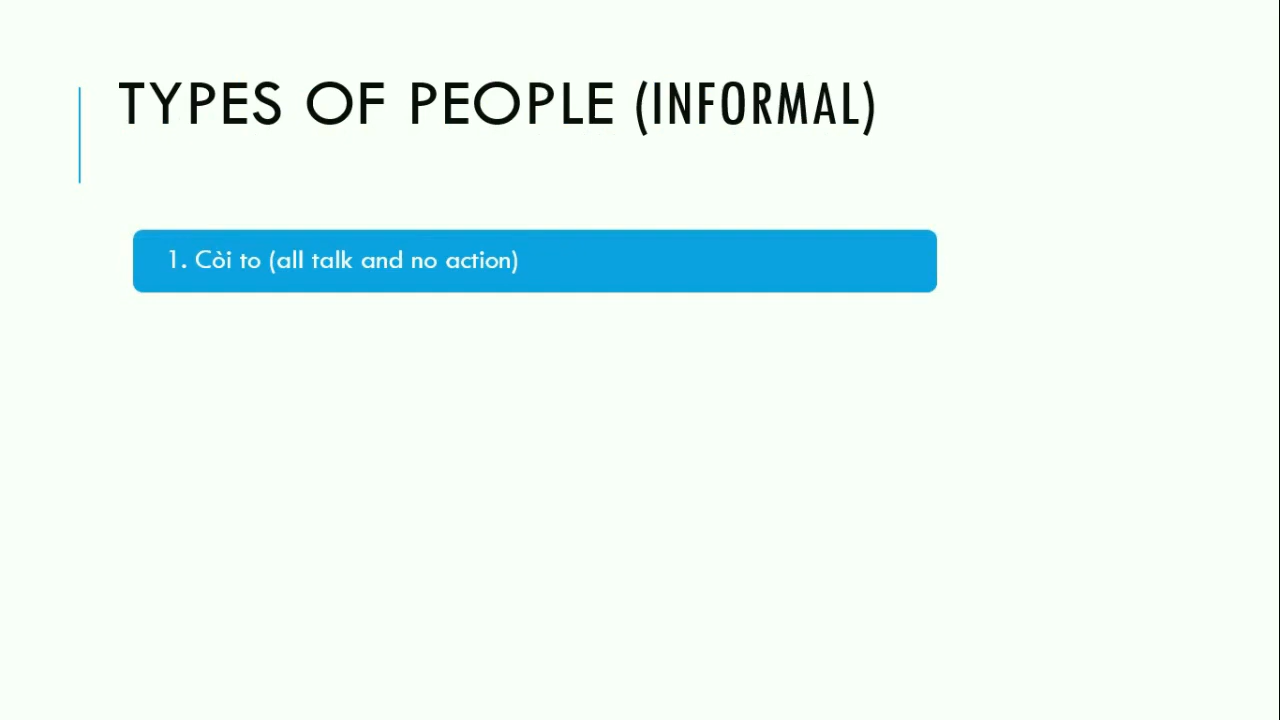 TYPES OF PEOPLE (INFORMAL)
1. Còi to (all talk and no action)